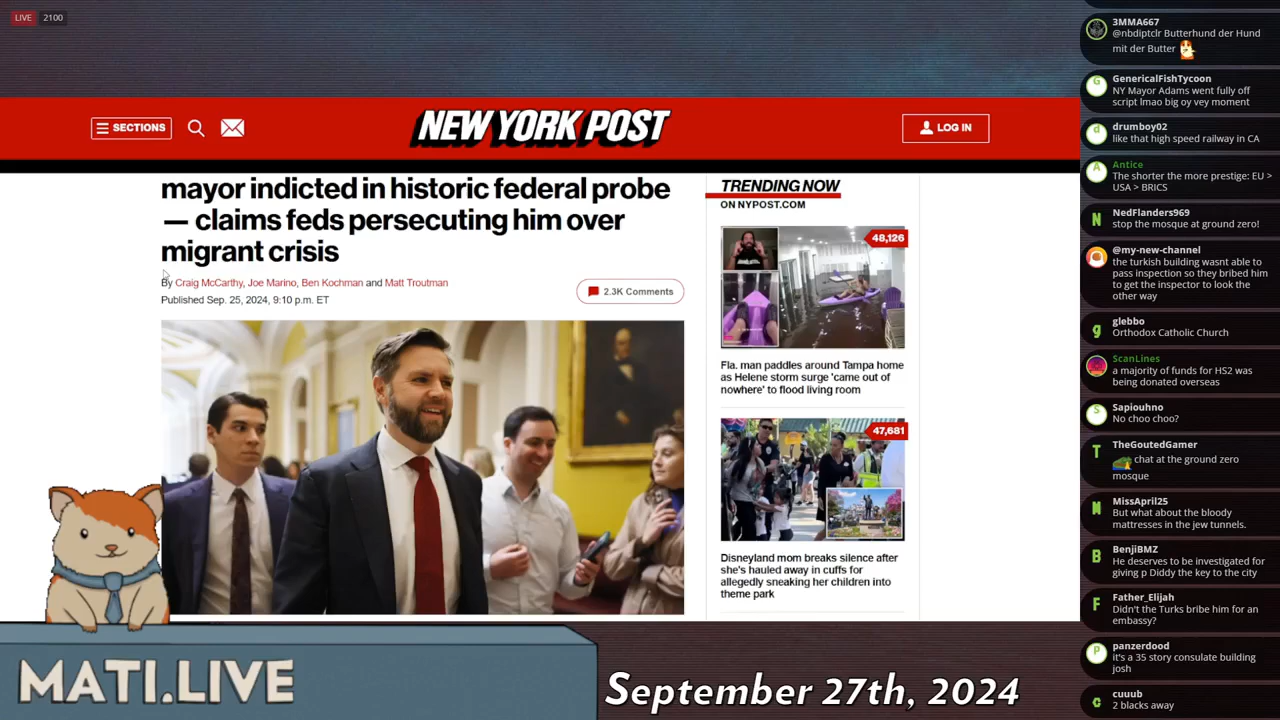 LIVE 2100
SECTIONS
NEW YORK POST
LOG IN
mayor indicted in historic federal probe
— claims feds persecuting him over
migrant crisis
By Craig McCarthy, Joe Marino, Ben Kochman and Matt Troutman
Published Sep. 25, 2024, 9:10 p.m. ET
2.3K Comments
TRENDING NOW
ON NYPOST.COM
48,126
Fla. man paddles around Tampa home
as Helene storm surge 'came out of
nowhere' to flood living room
47,681
Disneyland mom breaks silence after
she's hauled away in cuffs for
allegedly sneaking her children into
theme park
MATI.LIVE
September 27th, 2024
3MMA667
@nbdiptclr Butterhund der Hund
mit der Butter
G
GenericalFishTycoon
NY Mayor Adams went fully off
script lmao big oy vey moment
d
drumboy02
like that high speed railway in CA
A
Antice
The shorter the more prestige: EU >
USA > BRICS
N
NedFlanders969
stop the mosque at ground zero!
@my-new-channel
the turkish building wasnt able to
pass inspection so they bribed him
to get the inspector to look the
other way
g
glebbo
Orthodox Catholic Church
ScanLines
a majority of funds for HS2 was
being donated overseas
S
Sapiouhno
No choo choo?
T
TheGoutedGamer
chat at the ground zero
mosque
M
MissApril25
But what about the bloody
mattresses in the jew tunnels.
B
BenjiBMZ
He deserves to be investigated for
giving p Diddy the key to the city
F
Father_Elijah
Didn't the Turks bribe him for an
embassy?
P
panzerdood
it's a 35 story consulate building
josh
c
cuuub
2 blacks away